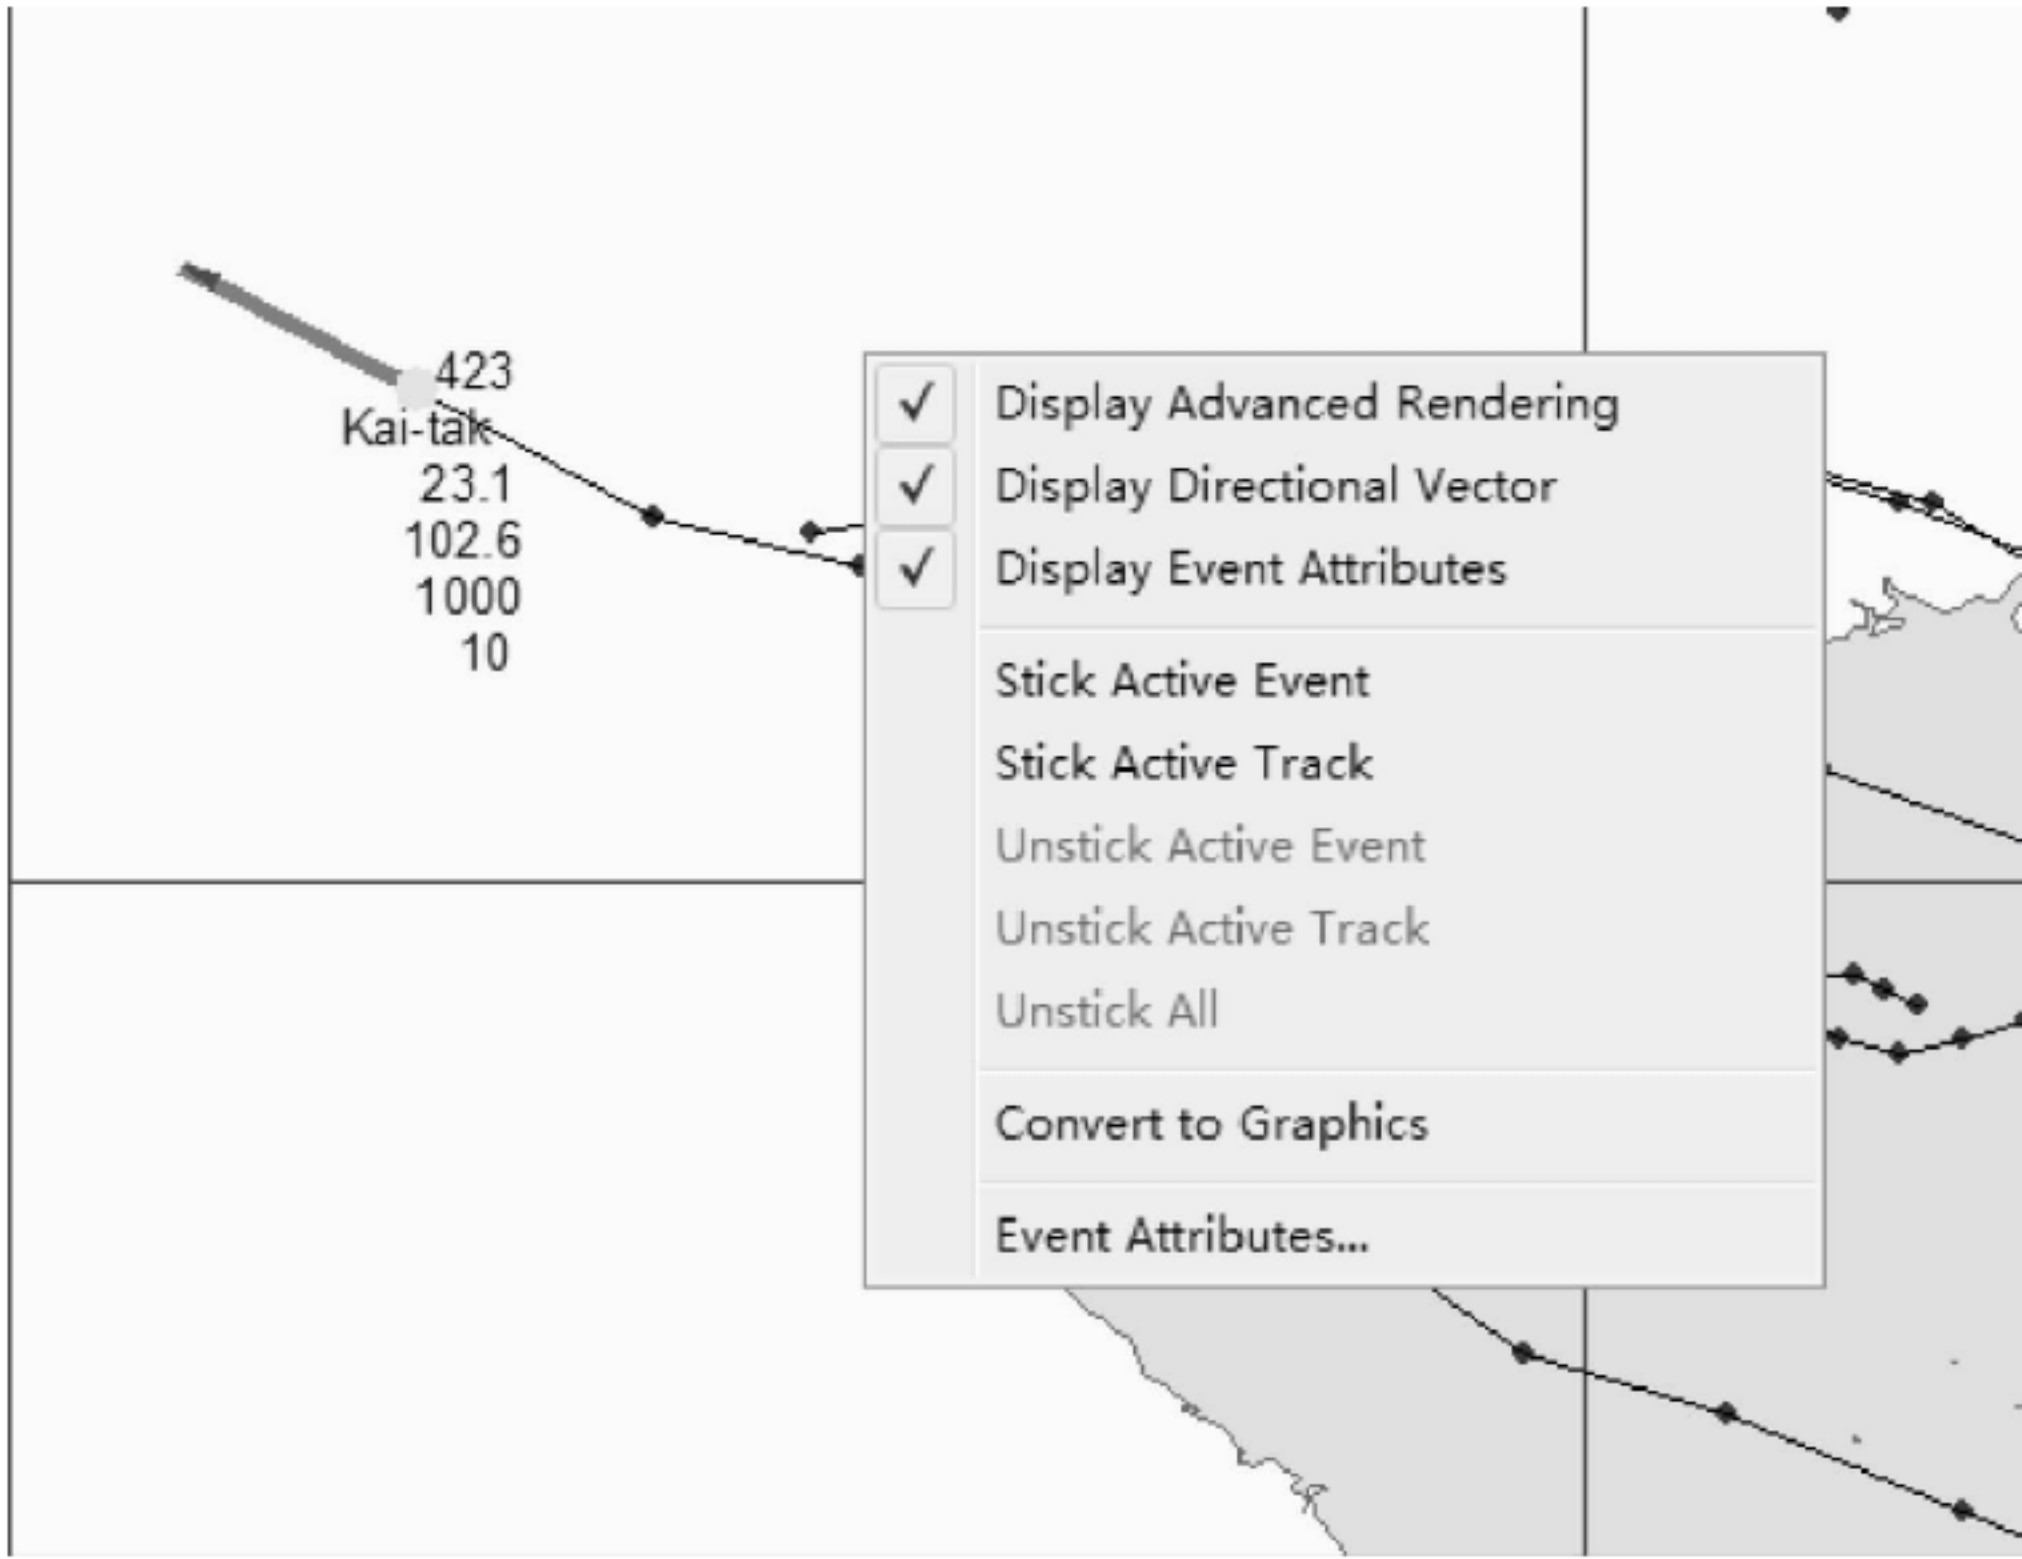 423
Kai-tak
23.1
102.6
1000
10
Display Advanced Rendering
Display Directional Vector
Display Event Attributes
Stick Active Event
Stick Active Track
Unstick Active Event
Unstick Active Track
Unstick All
Convert to Graphics
Event Attributes...